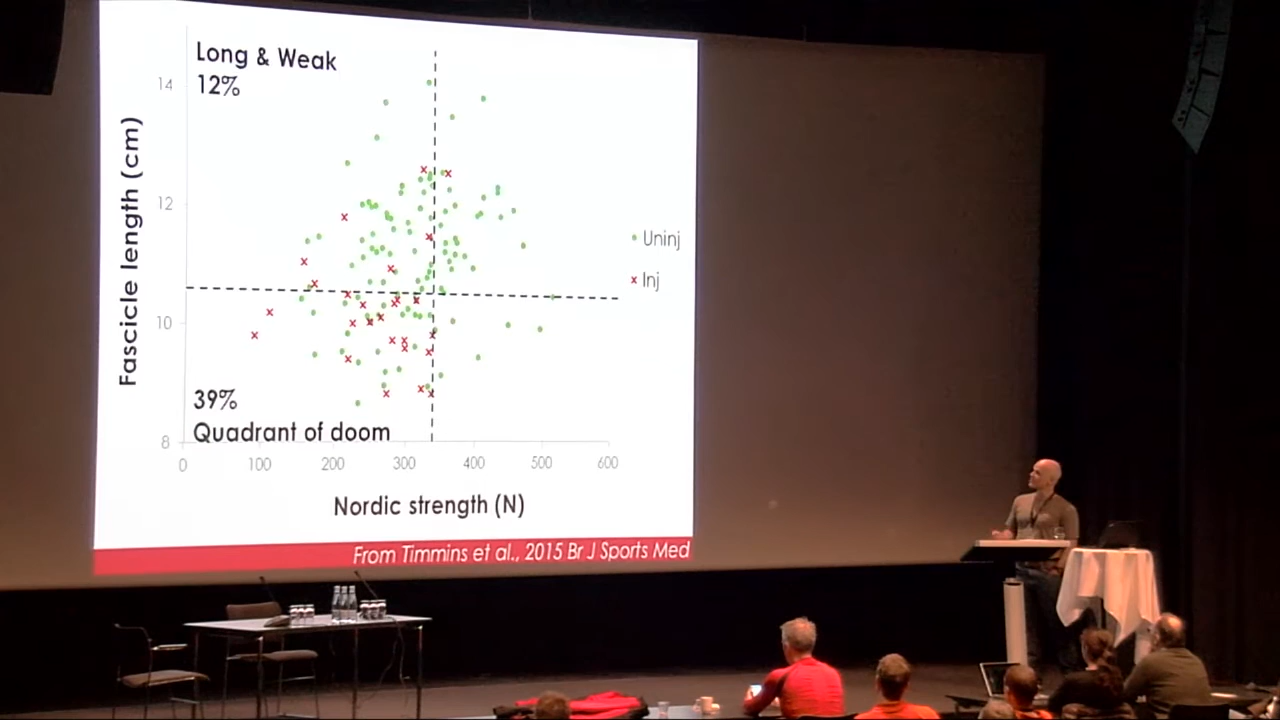 Long & Weak
12%
14
12
10
8
Fascicle length (cm)
Uninj
Inj
39%
Quadrant of doom
0 100 200 300 400 500 600
Nordic strength (N)
From Timmins et al., 2015 Br J Sports Med